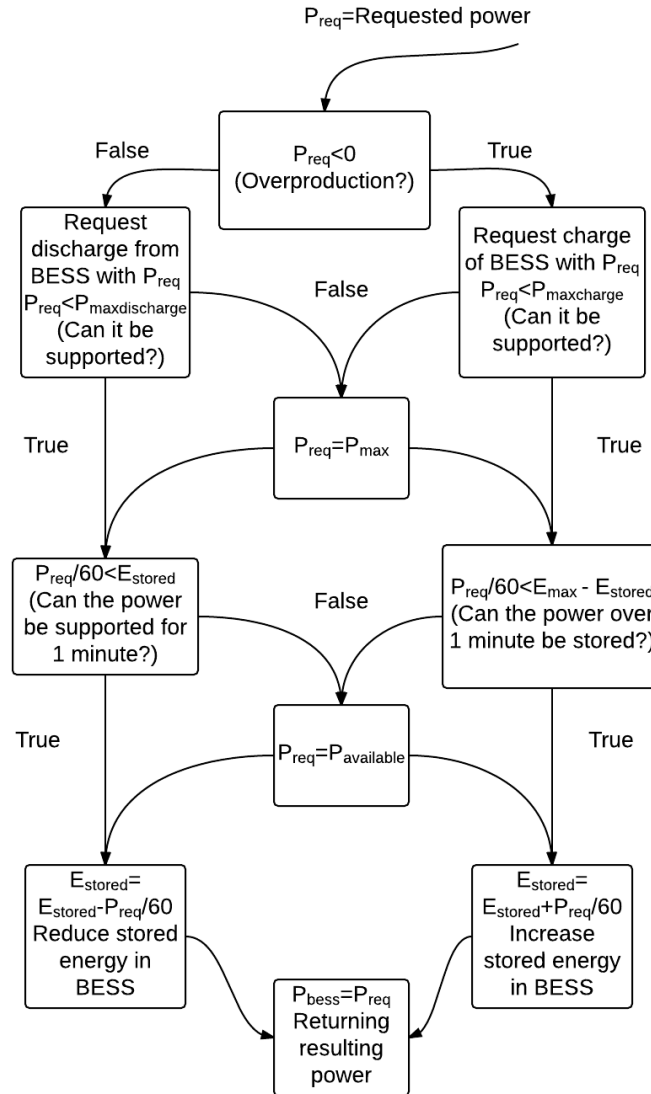 P_req=Requested power
P_req<0
(Overproduction?)
False
True
Request
discharge from
BESS with P_req
P_req<P_maxdischarge
(Can it be
supported?)
Request charge
of BESS with P_req
P_req<P_maxcharge
(Can it be
supported?)
False
P_req=P_max
True
True
P_req/60<E_stored
(Can the power
be supported for
1 minute?)
P_req/60<E_max - E_stored
(Can the power over
1 minute be stored?)
False
P_req=P_available
True
True
E_stored=
E_stored-P_req/60
Reduce stored
energy in
BESS
E_stored=
E_stored+P_req/60
Increase
stored energy
in BESS
P_bess=P_req
Returning
resulting
power